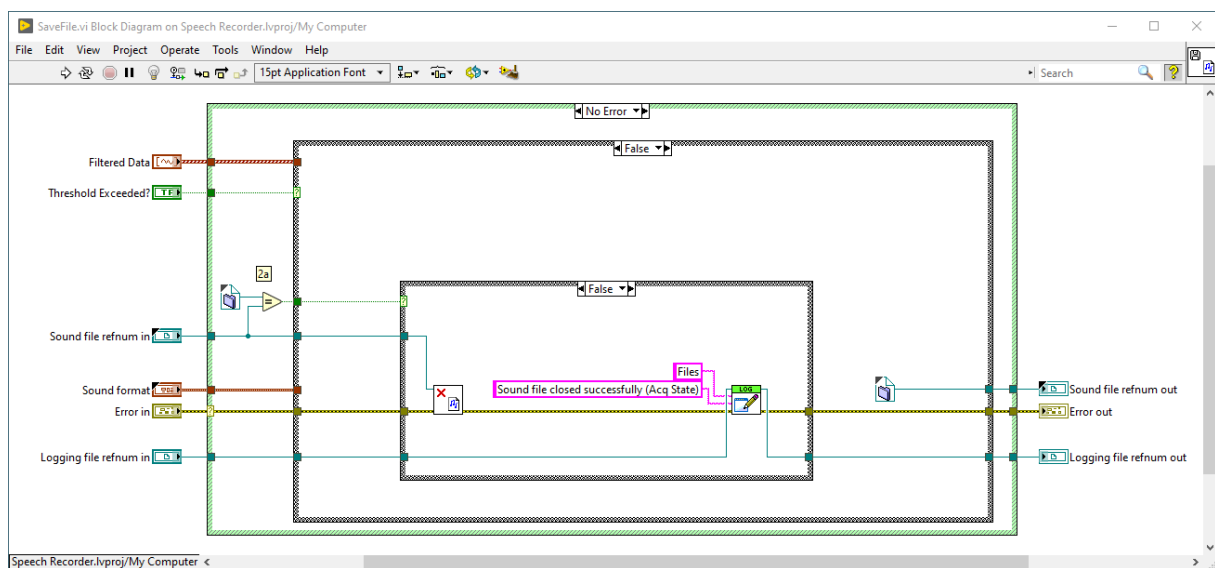 SaveFile.vi Block Diagram on Speech Recorder.lvproj/My Computer
File Edit View Project Operate Tools Window Help
15pt Application Font
Search
No Error
False
Filtered Data
Threshold Exceeded?
TF
2a
False
Sound file refnum in
Files
Sound format
Sound file closed successfully (Acq State)
LOG
Sound file refnum out
Error in
Error out
Logging file refnum in
Logging file refnum out
Speech Recorder.lvproj/My Computer